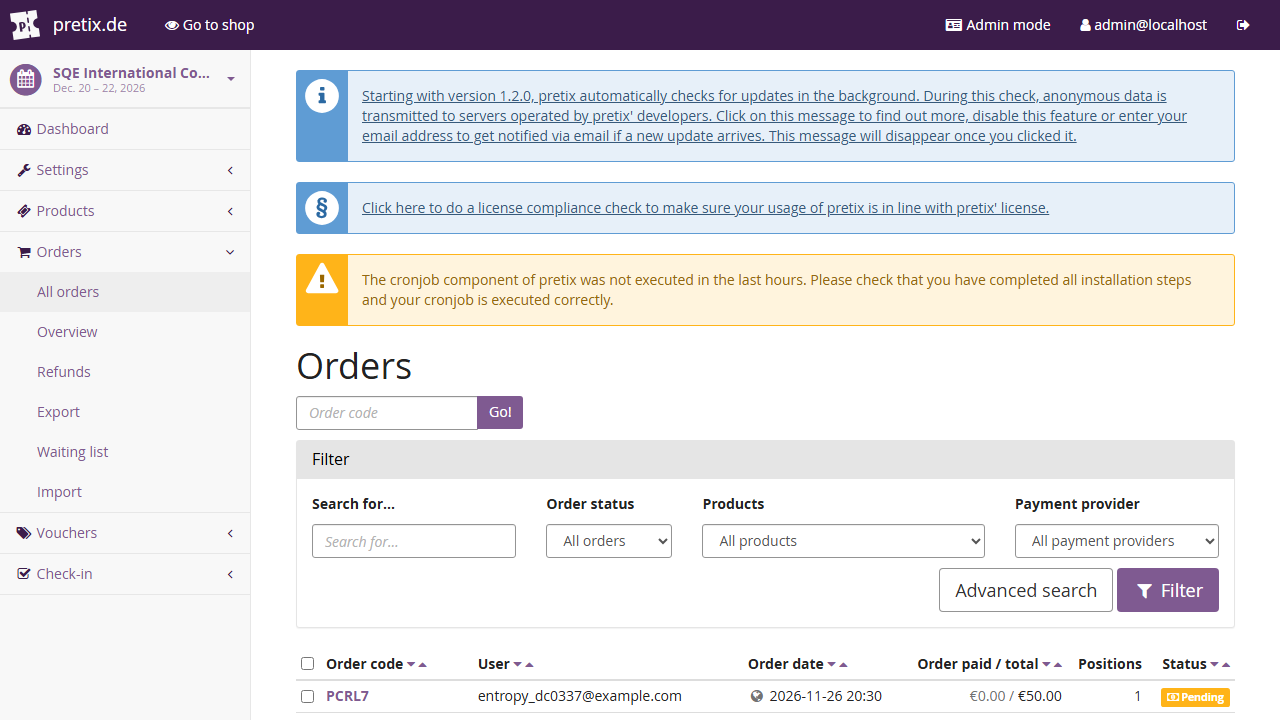 pretix.de
Go to shop
Admin mode
admin@localhost
SQE International Co...
Dec. 20 – 22, 2026
Dashboard
Settings
Products
Orders
All orders
Overview
Refunds
Export
Waiting list
Import
Vouchers
Check-in
Starting with version 1.2.0, pretix automatically checks for updates in the background. During this check, anonymous data is
transmitted to servers operated by pretix' developers. Click on this message to find out more, disable this feature or enter your
email address to get notified via email if a new update arrives. This message will disappear once you clicked it.
Click here to do a license compliance check to make sure your usage of pretix is in line with pretix' license.
The cronjob component of pretix was not executed in the last hours. Please check that you have completed all installation steps
and your cronjob is executed correctly.
Orders
Order code
Go!
Filter
Search for...
Order status
Products
Payment provider
Search for...
All orders
All products
All payment providers
Advanced search
Filter
Order code
User
Order date
Order paid / total
Positions
Status
PCRL7
entropy_dc0337@example.com
2026-11-26 20:30
€0.00 / €50.00
1
Pending